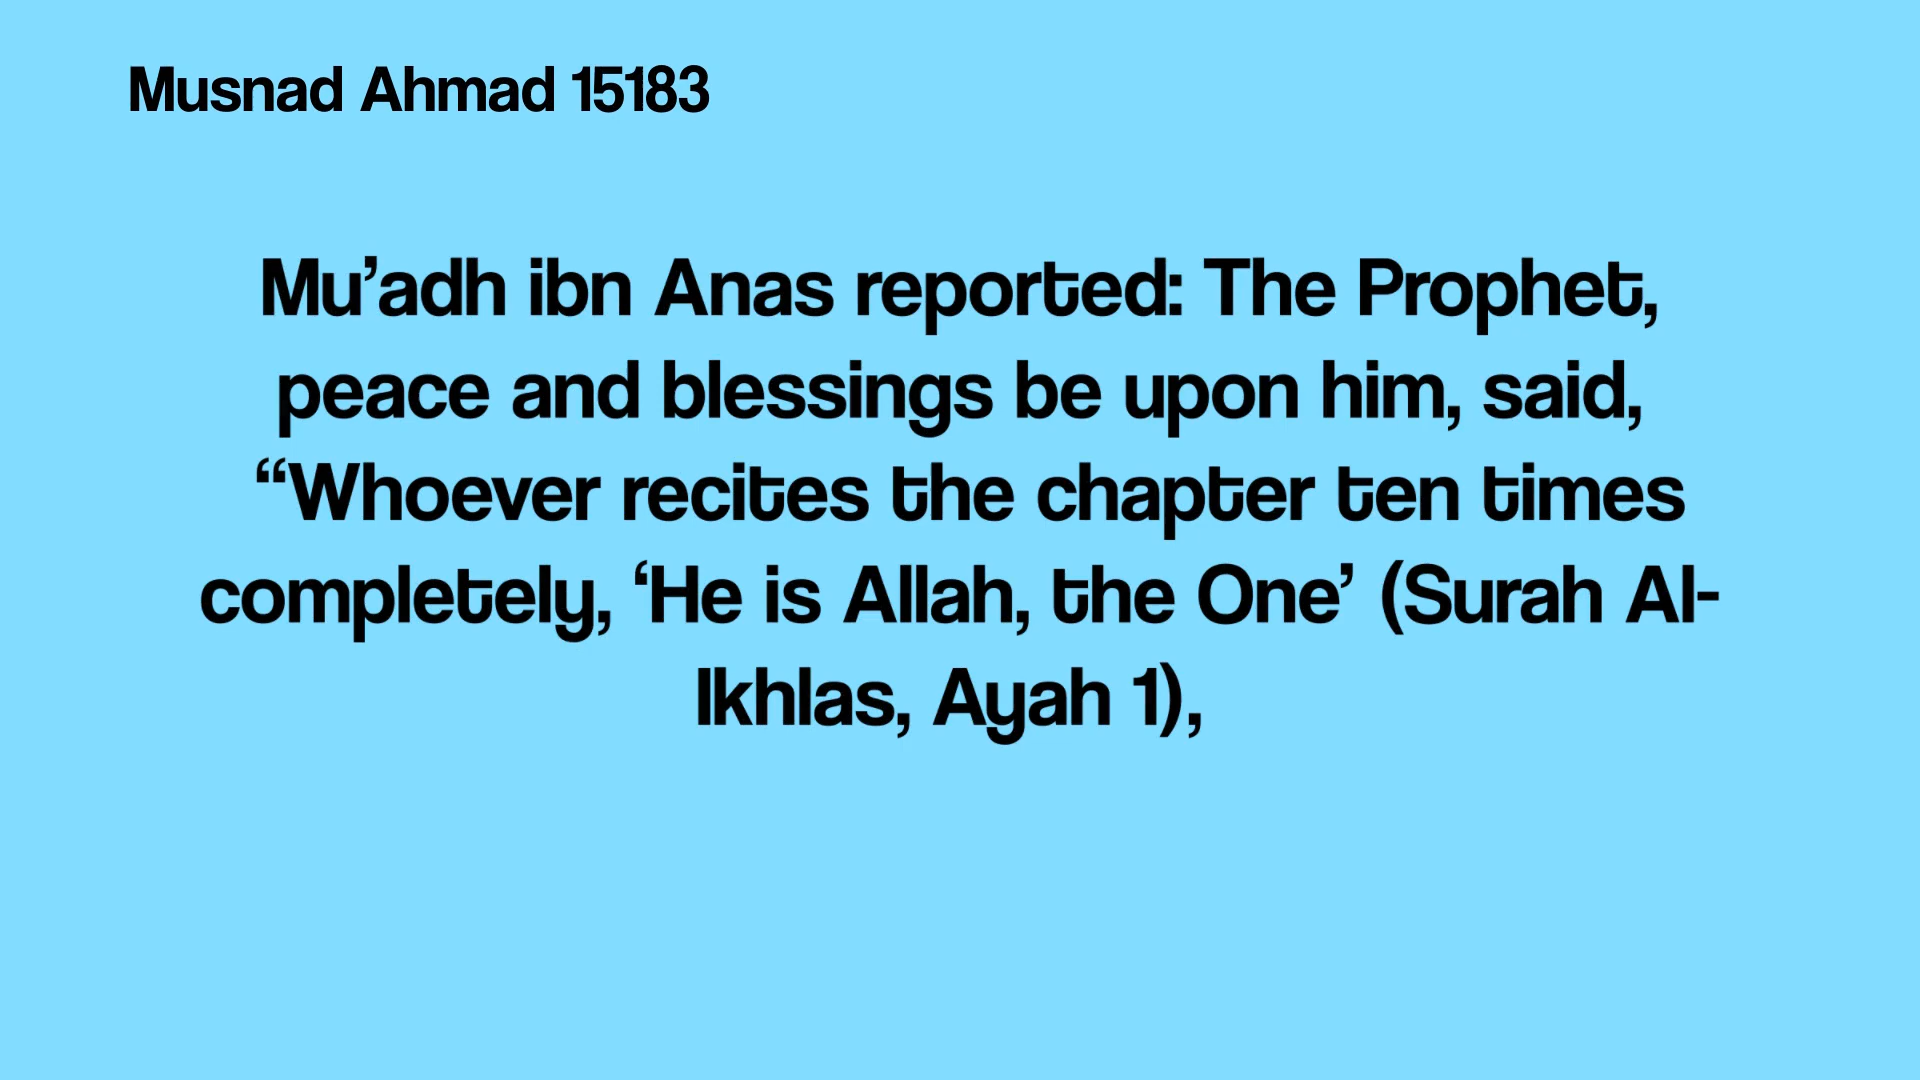 Musnad Ahmad 15183
Mu’adh ibn Anas reported: The Prophet,
peace and blessings be upon him, said,
“Whoever recites the chapter ten times
completely, ‘He is Allah, the One’ (Surah Al-
Ikhlas, Ayah 1),